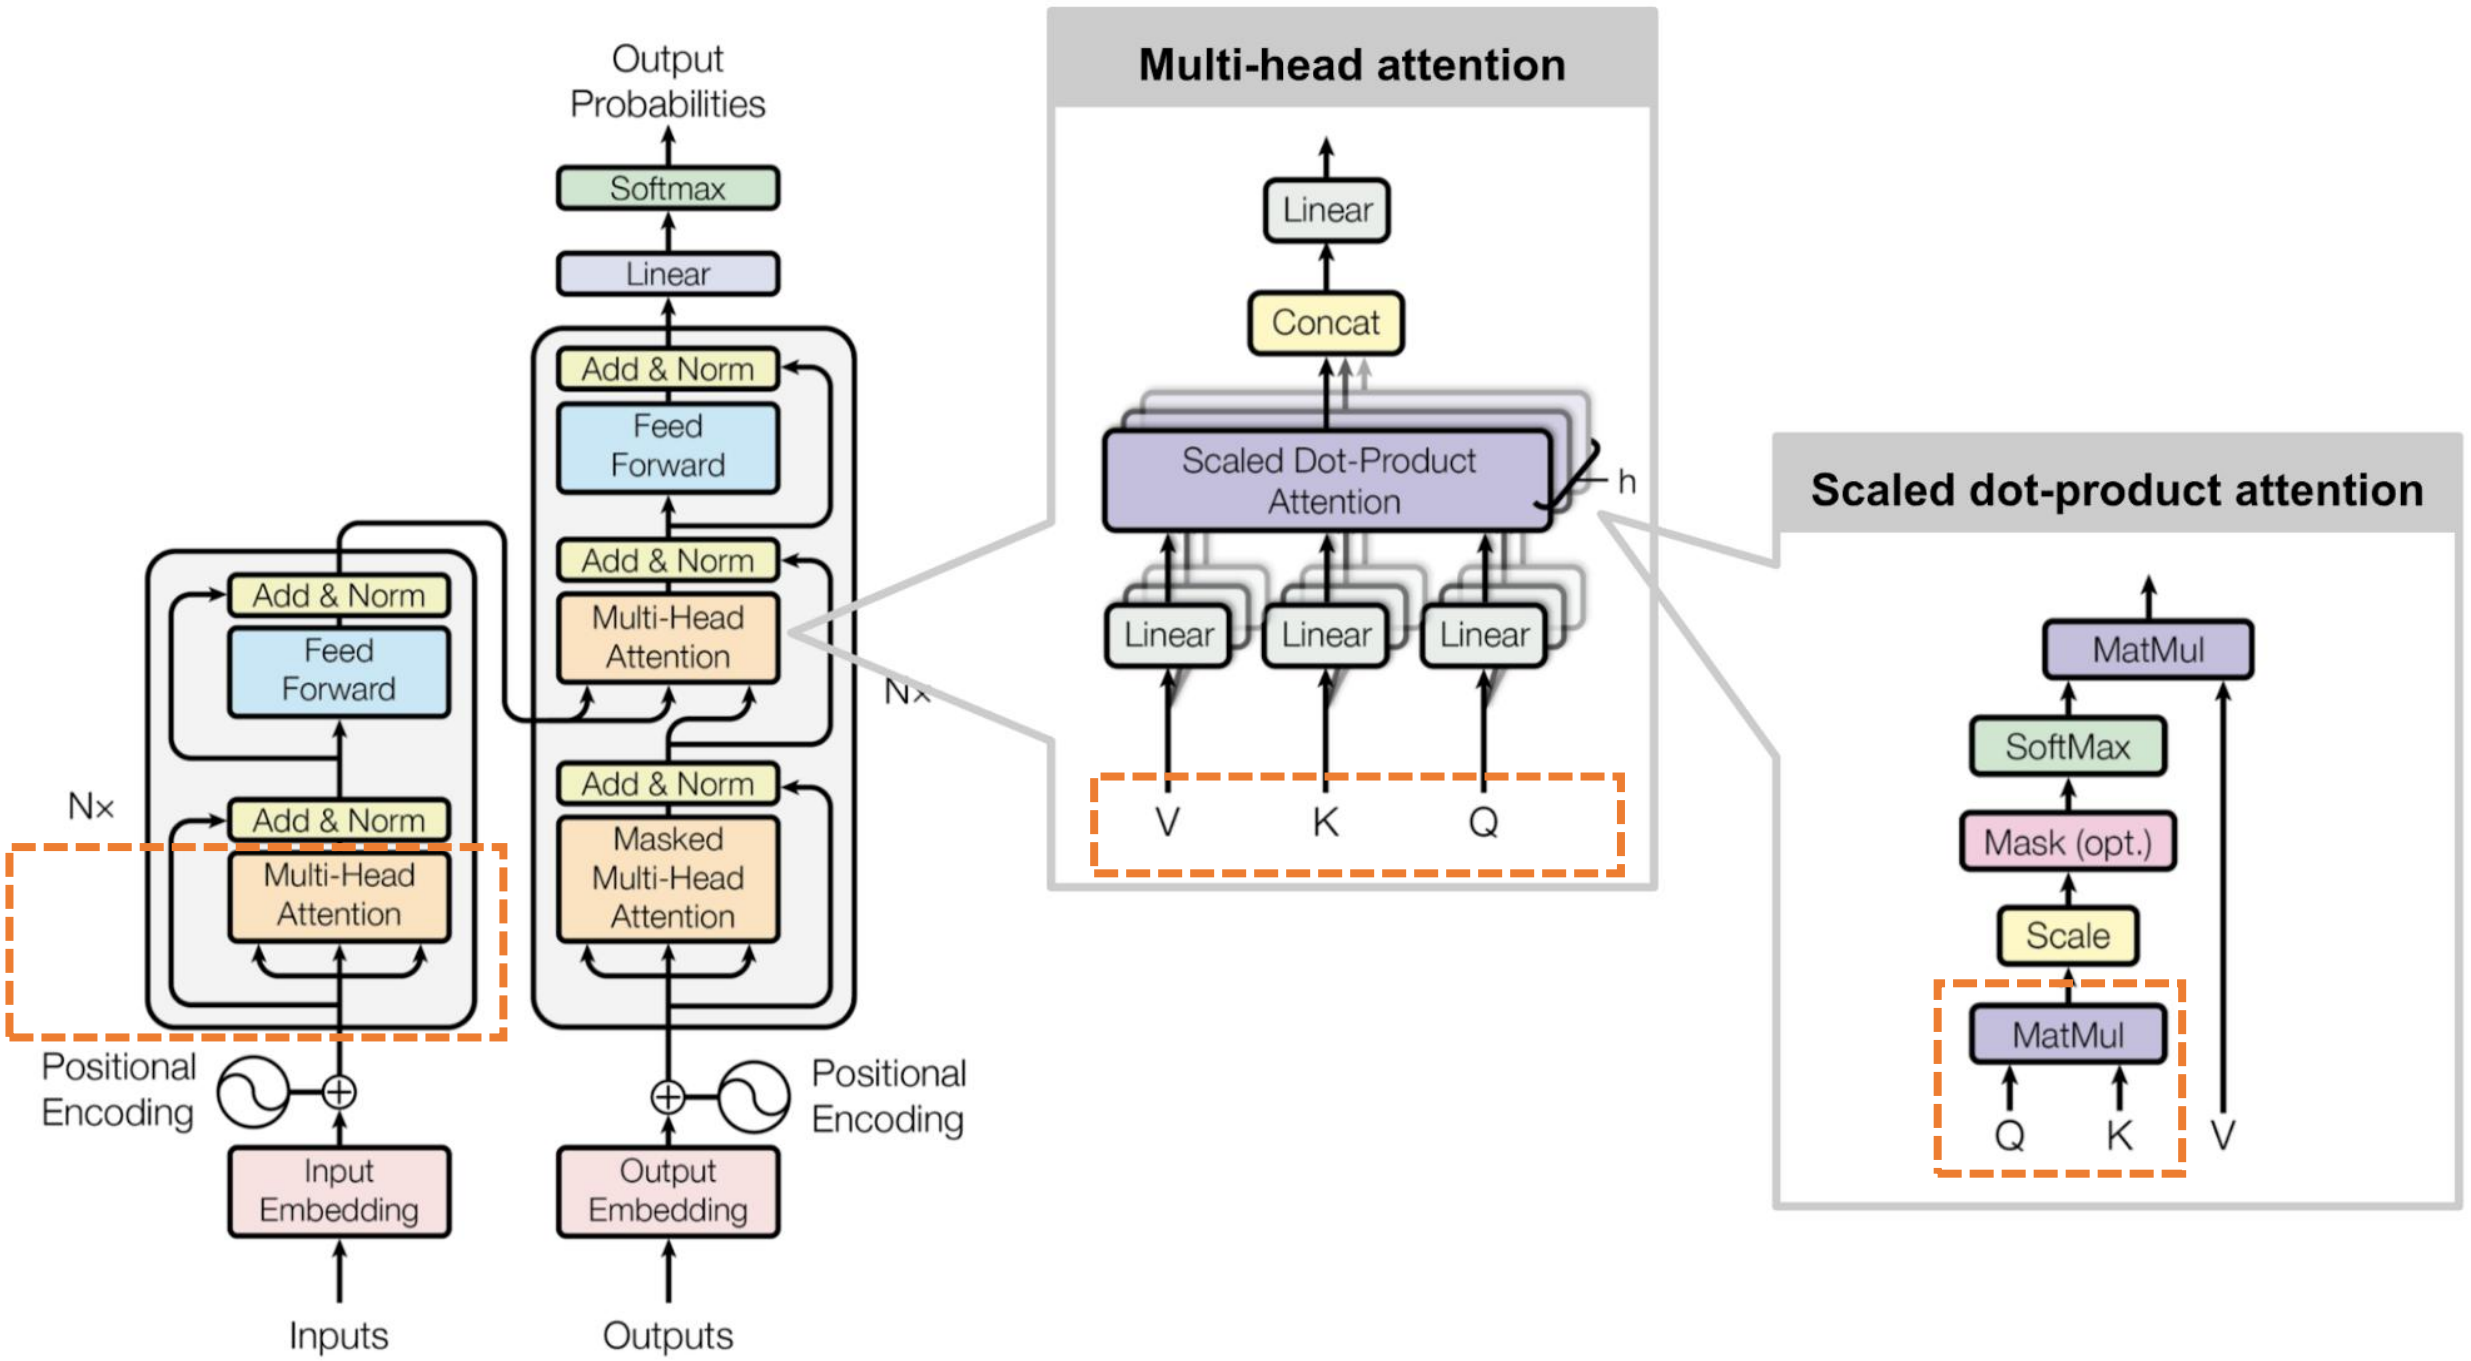 Output
Probabilities
Softmax
Linear
Add & Norm
Feed
Forward
Add & Norm
Multi-Head
Attention
Nx
Add & Norm
Masked
Multi-Head
Attention
Positional
Encoding
Output
Embedding
Outputs
Add & Norm
Feed
Forward
Nx
Add & Norm
Multi-Head
Attention
Positional
Encoding
Input
Embedding
Inputs
Multi-head attention
Linear
Concat
Scaled Dot-Product
Attention
h
Linear Linear Linear
V K Q
Scaled dot-product attention
MatMul
SoftMax
Mask (opt.)
Scale
MatMul
Q K V